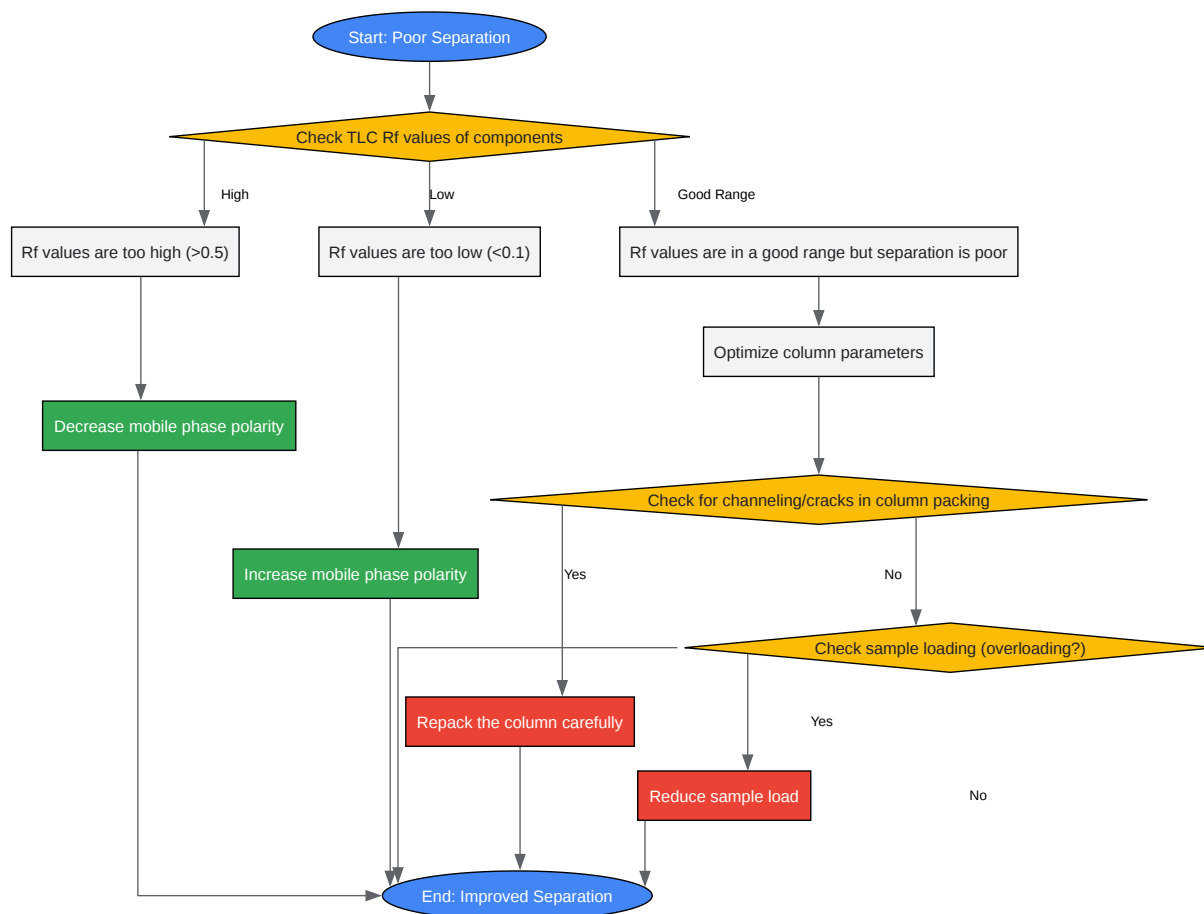 Start: Poor Separation
Check TLC Rf values of components
High
Low
Good Range
Rf values are too high (>0.5)
Rf values are too low (<0.1)
Rf values are in a good range but separation is poor
Optimize column parameters
Decrease mobile phase polarity
Check for channeling/cracks in column packing
Increase mobile phase polarity
Yes
No
Check sample loading (overloading?)
Repack the column carefully
Yes
Reduce sample load
No
End: Improved Separation